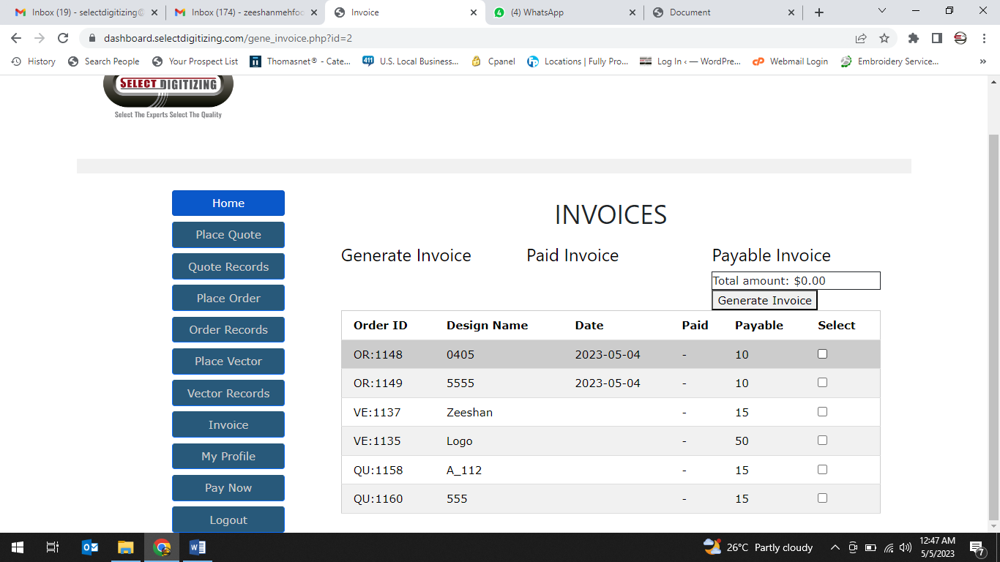 Inbox (19) - selectdigitizing@
Inbox (174) - zeeshanmehfoo
Invoice
(4) WhatsApp
Document
dashboard.selectdigitizing.com/gene_invoice.php?id=2
History
Search People
Your Prospect List
Thomasnet® - Cate...
411
U.S. Local Business...
Cpanel
Locations | Fully Pro...
Log In ‹ — WordPre...
Webmail Login
Embroidery Service...
SELECT DIGITIZING
Select The Experts Select The Quality
Home
Place Quote
Quote Records
Place Order
Order Records
Place Vector
Vector Records
Invoice
My Profile
Pay Now
Logout
INVOICES
Generate Invoice Paid Invoice Payable Invoice
Total amount: $0.00
Generate Invoice
Order ID Design Name Date Paid Payable Select
OR:1148 0405 2023-05-04 - 10
OR:1149 5555 2023-05-04 - 10
VE:1137 Zeeshan - 15
VE:1135 Logo - 50
QU:1158 A_112 - 15
QU:1160 555 - 15
26°C Partly cloudy
12:47 AM
5/5/2023
7